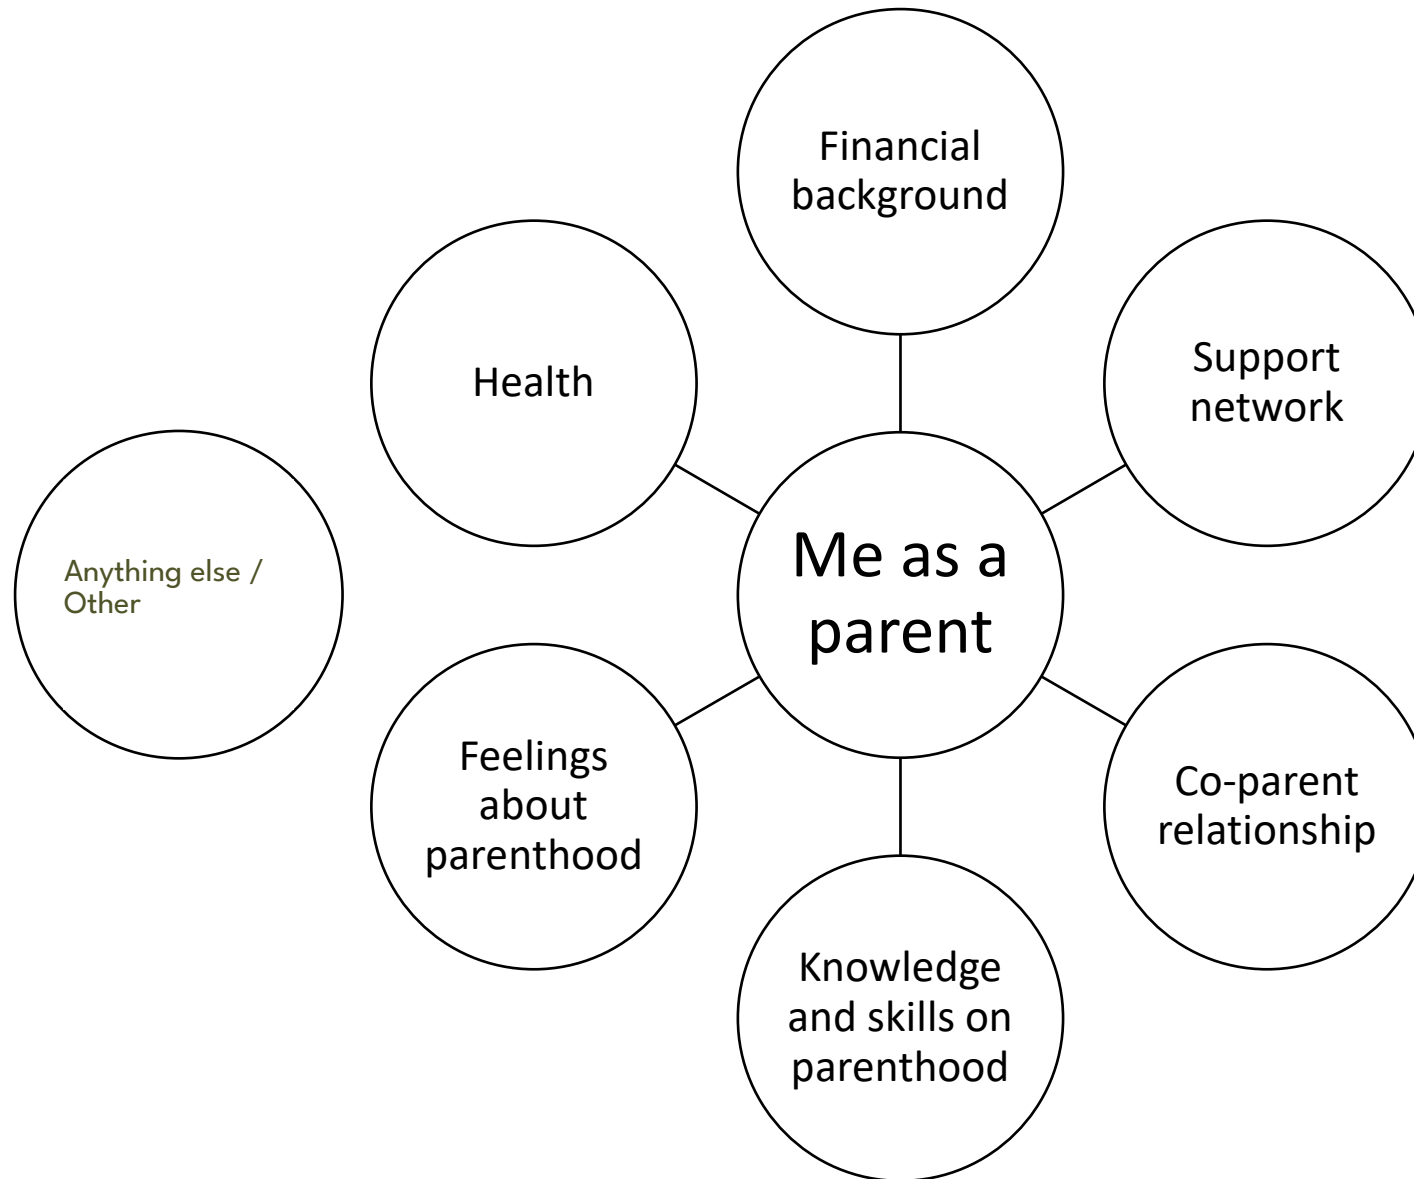 Financial
background
Health
Support
network
Anything else /
Other
Me as a
parent
Feelings
about
parenthood
Co-parent
relationship
Knowledge
and skills on
parenthood